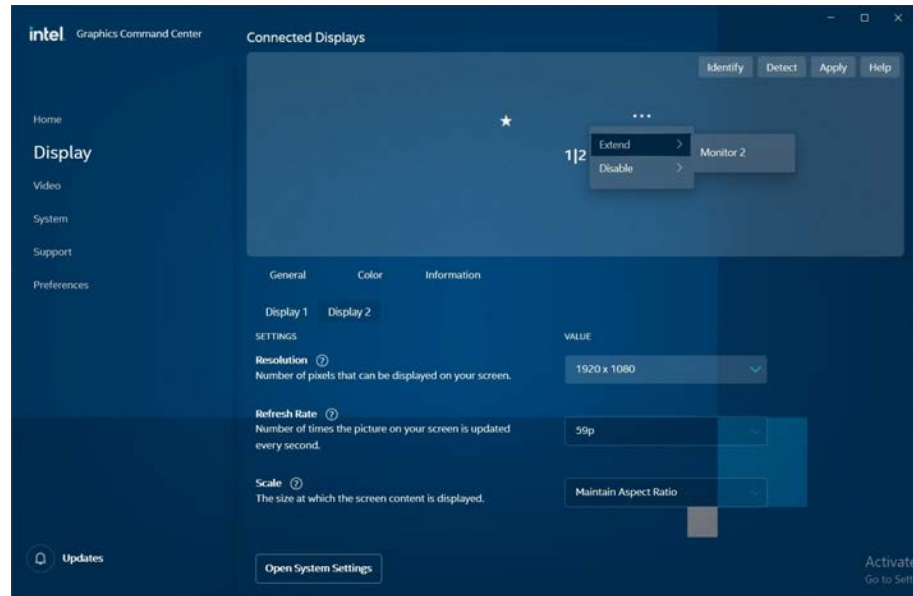 intel. Graphics Command Center
Connected Displays
Identify Detect Apply Help
Home
Display
Video
System
Support
Preferences
1|2
Extend
Monitor 2
Disable
General Color Information
Display 1 Display 2
SETTINGS VALUE
Resolution ?
Number of pixels that can be displayed on your screen.
1920 x 1080
Refresh Rate ?
Number of times the picture on your screen is updated
every second.
59p
Scale ?
The size at which the screen content is displayed.
Maintain Aspect Ratio
Updates
Open System Settings
Activate
Go to Sett